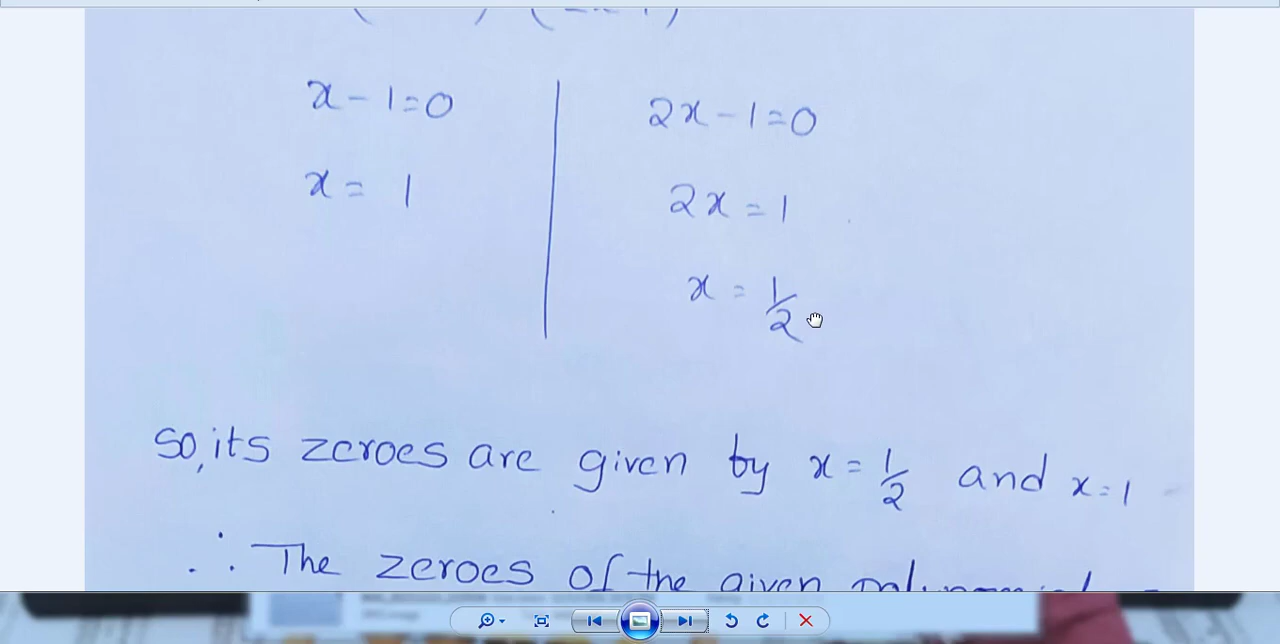 x - 1 = 0
x = 1
2x - 1 = 0
2x = 1
x = 1/2
So, its zeroes are given by x = 1/2 and x = 1
∴ The zeroes of the given